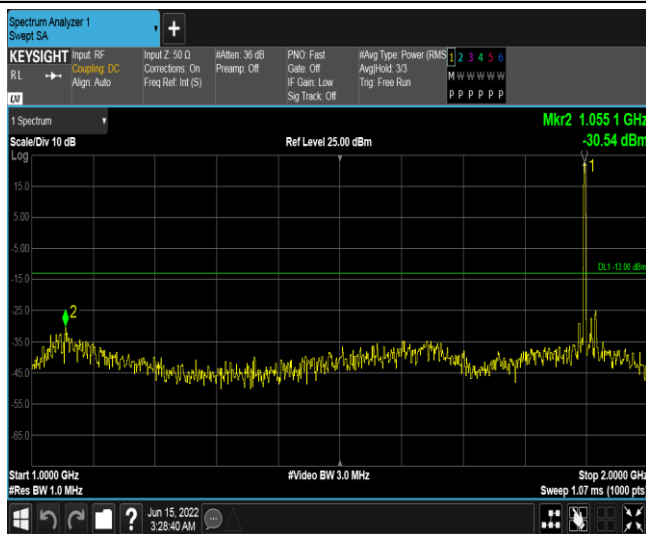 Spectrum Analyzer 1
Swept SA
+
KEYSIGHT
RL
LXI
Input: RF
Coupling: DC
Align: Auto
Input Z: 50 Ω
Corrections: On
Freq Ref: Int (S)
#Atten: 36 dB
Preamp: Off
PNO: Fast
Gate: Off
IF Gain: Low
Sig Track: Off
#Avg Type: Power (RMS
Avg|Hold: 3/3
Trig: Free Run
1 2 3 4 5 6
M W W W W W
P P P P P P
1 Spectrum
Mkr2 1.055 1 GHz
-30.54 dBm
Scale/Div 10 dB
Ref Level 25.00 dBm
Log
1
15.0
5.00
-5.00
DL1 -13.00 dBm
-15.0
-25.0
2
-35.0
-45.0
-55.0
-65.0
Start 1.0000 GHz
#Video BW 3.0 MHz
Stop 2.0000 GHz
#Res BW 1.0 MHz
Sweep 1.07 ms (1000 pts)
?
Jun 15, 2022
3:28:40 AM